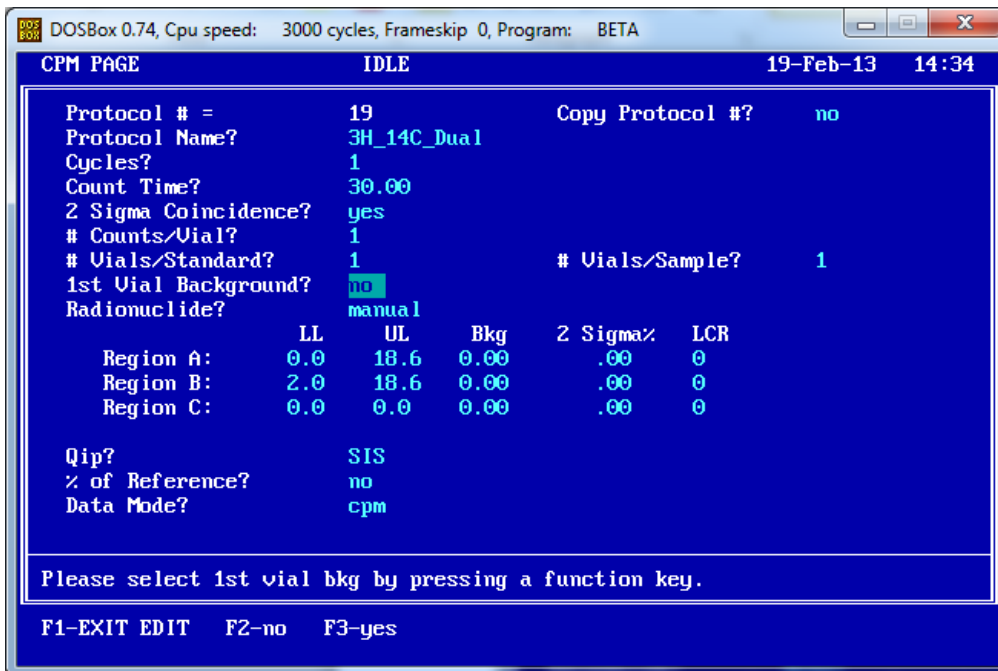 DOSBox 0.74, Cpu speed: 3000 cycles, Frameskip 0, Program: BETA
CPM PAGE IDLE 19-Feb-13 14:34
Protocol # = 19 Copy Protocol #? no
Protocol Name? 3H_14C_Dual
Cycles? 1
Count Time? 30.00
2 Sigma Coincidence? yes
# Counts/Vial? 1
# Vials/Standard? 1 # Vials/Sample? 1
1st Vial Background? no
Radionuclide? manual
LL UL Bkg 2 Sigma% LCR
Region A: 0.0 18.6 0.00 .00 0
Region B: 2.0 18.6 0.00 .00 0
Region C: 0.0 0.0 0.00 .00 0
Qip? SIS
% of Reference? no
Data Mode? cpm
Please select 1st vial bkg by pressing a function key.
F1-EXIT EDIT F2-no F3-yes